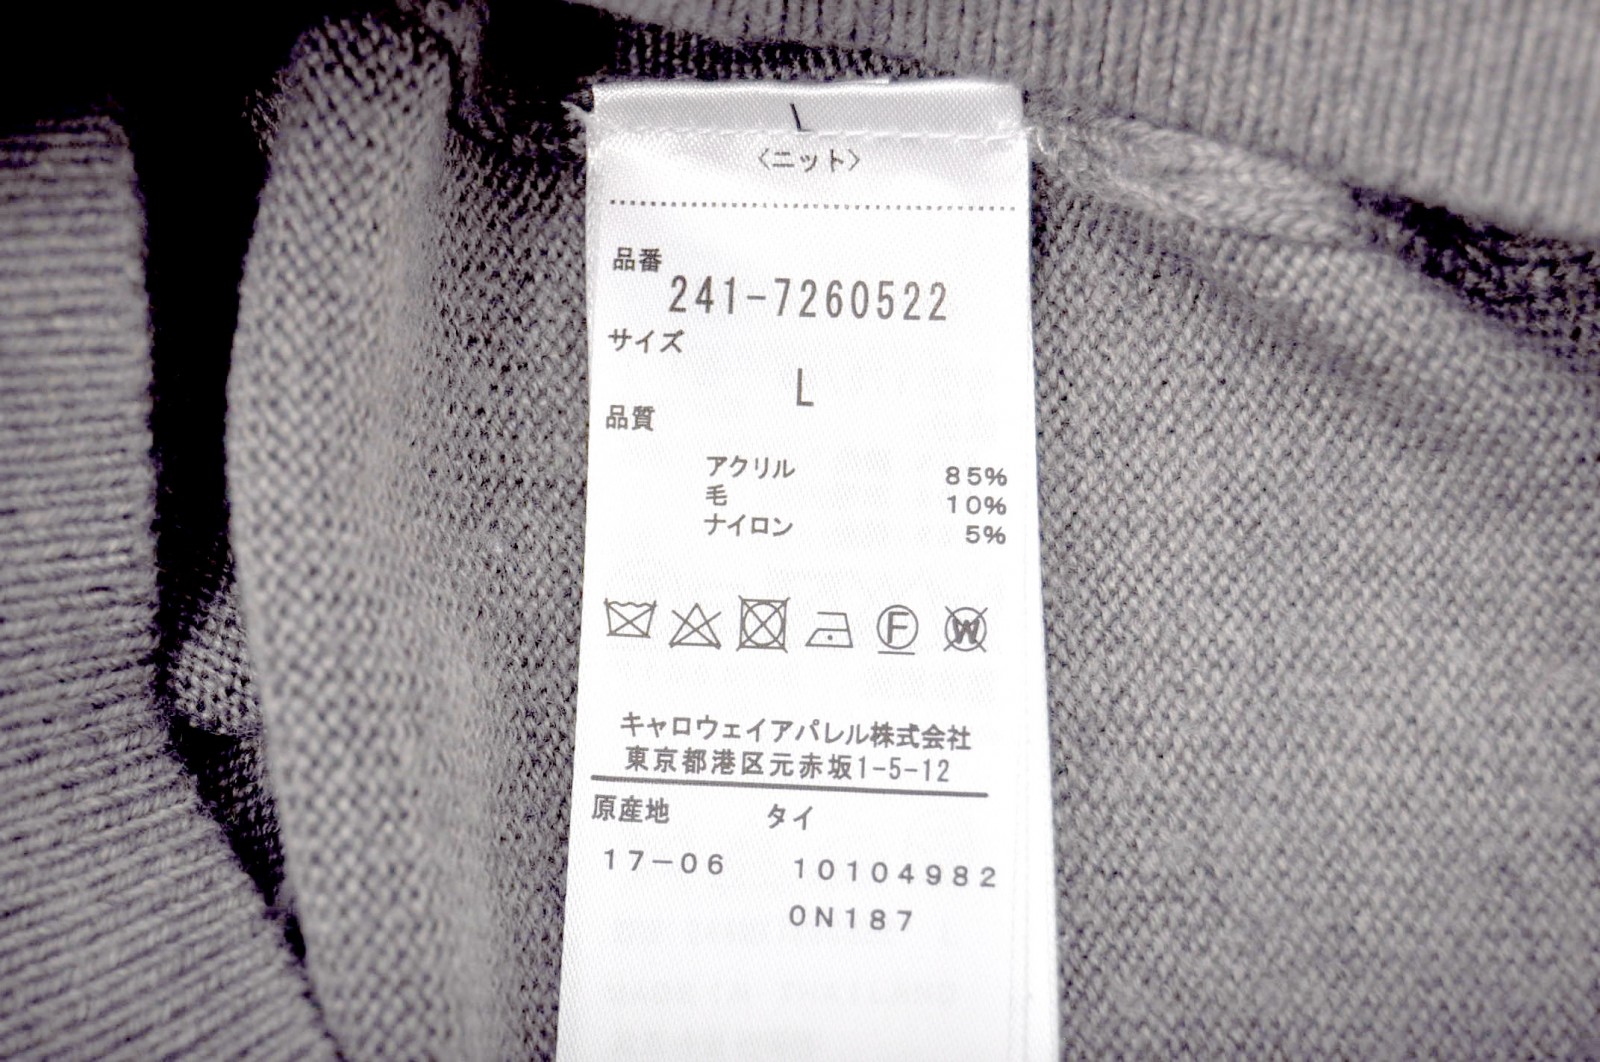 〈ニット〉
品番
241-7260522
サイズ
L
品質
アクリル 85%
毛 10%
ナイロン 5%
F W
キャロウェイアパレル株式会社
東京都港区元赤坂1-5-12
原産地 タイ
17-06 10104982
0N187